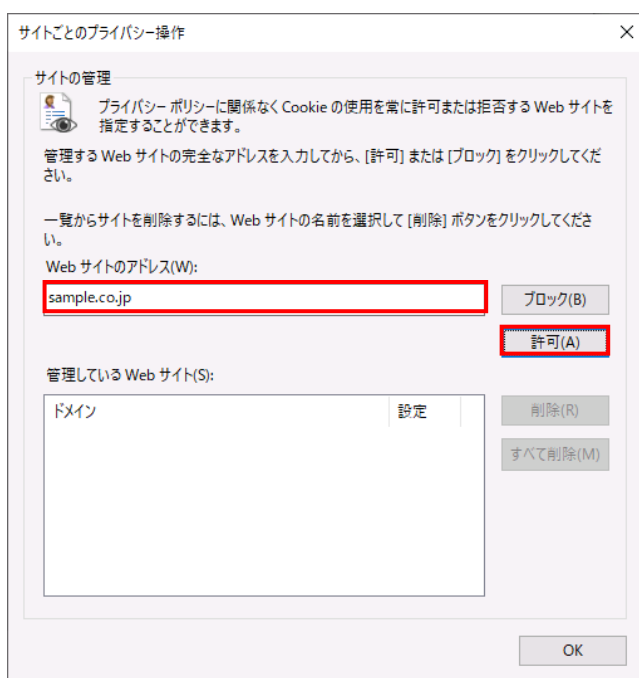 サイトごとのプライバシー操作
サイトの管理
プライバシー ポリシーに関係なく Cookie の使用を常に許可または拒否する Web サイトを
指定することができます。
管理する Web サイトの完全なアドレスを入力してから、[許可] または [ブロック] をクリックしてくだ
さい。
一覧からサイトを削除するには、Web サイトの名前を選択して [削除] ボタンをクリックしてくださ
い。
Web サイトのアドレス(W):
sample.co.jp
ブロック(B)
許可(A)
管理している Web サイト(S):
ドメイン 設定
削除(R)
すべて削除(M)
OK